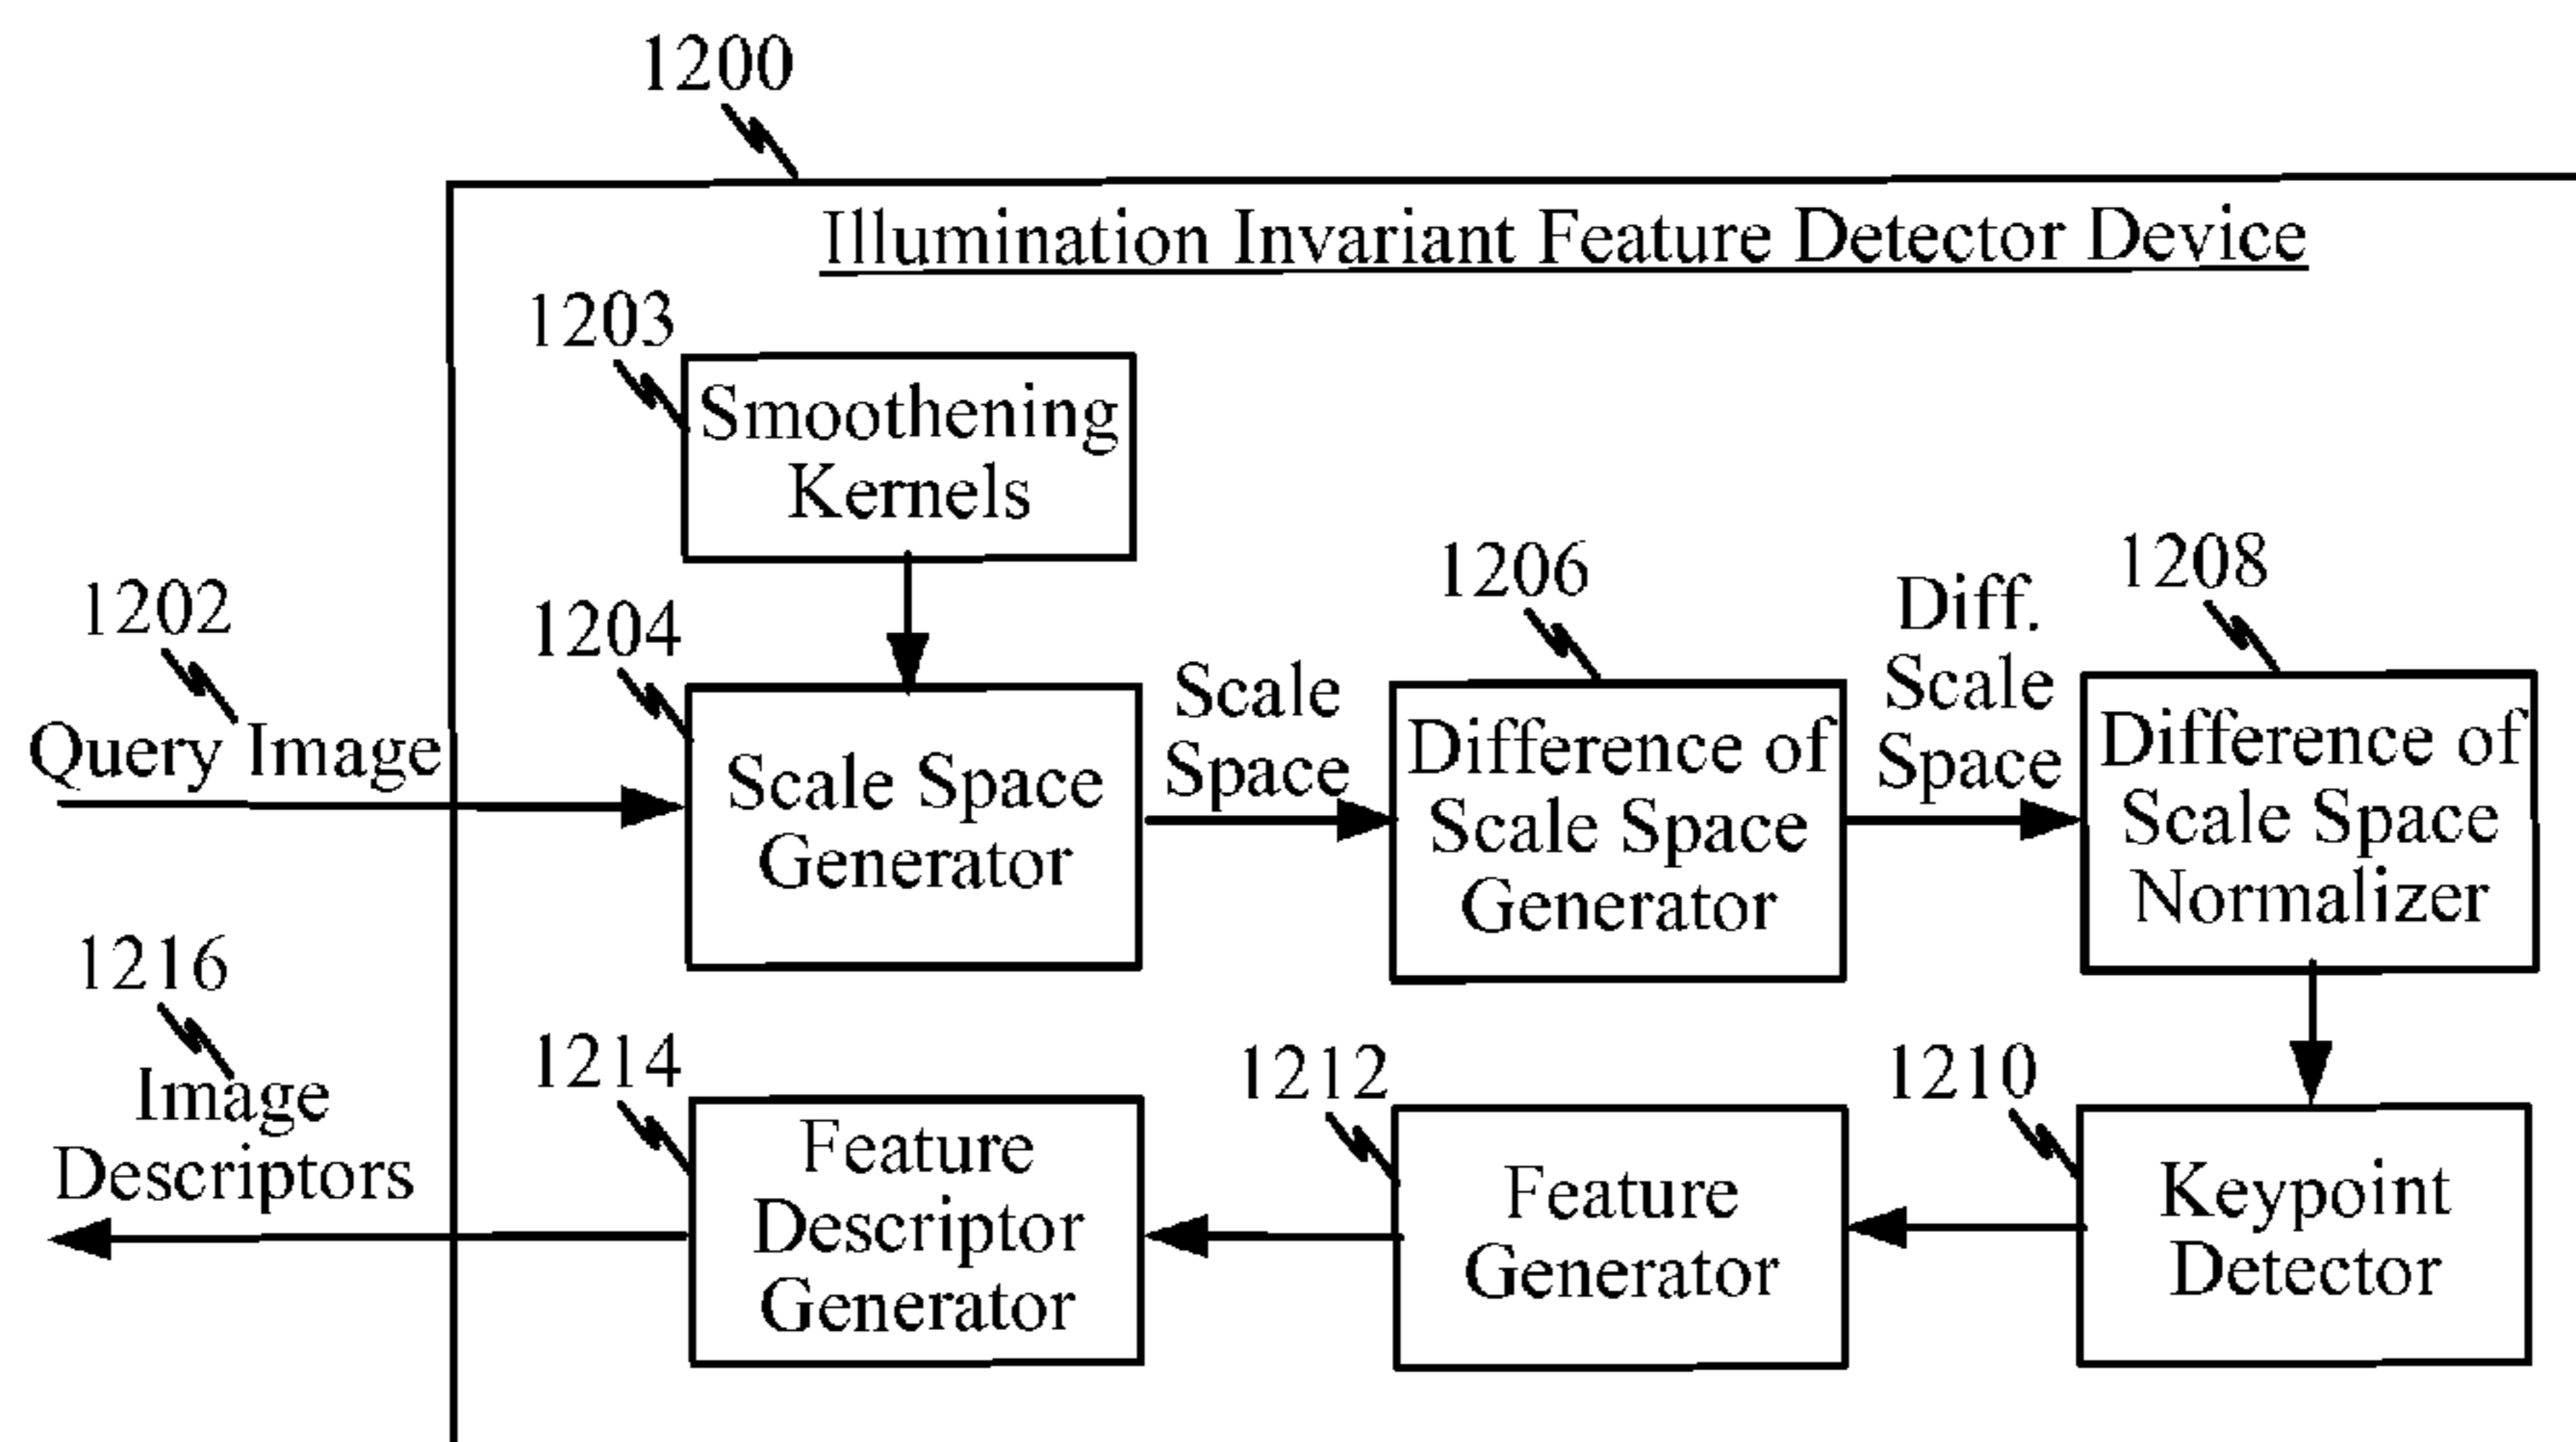 1200
Illumination Invariant Feature Detector Device
1203
Smoothening
Kernels
1202
Query Image
1204
Scale Space
Generator
Scale
Space
1206
Difference of
Scale Space
Generator
Diff.
Scale
Space
1208
Difference of
Scale Space
Normalizer
1216
Image
Descriptors
1214
Feature
Descriptor
Generator
1212
Feature
Generator
1210
Keypoint
Detector